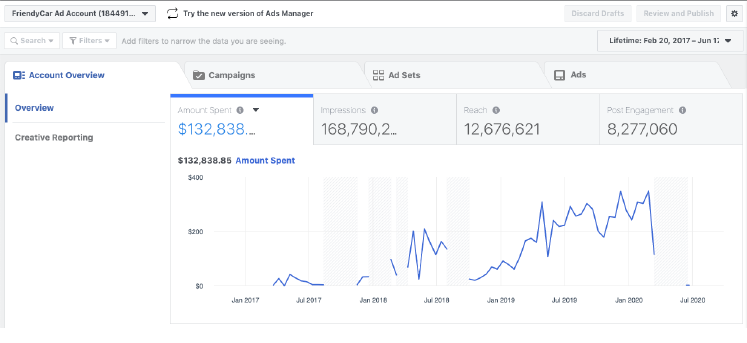 FriendyCar Ad Account (184491...
Try the new version of Ads Manager
Discard Drafts
Review and Publish
Search
Filters
Add filters to narrow the data you are seeing.
Lifetime: Feb 20, 2017 – Jun 1
Account Overview
Campaigns
Ad Sets
Ads
Overview
Creative Reporting
Amount Spent
Impressions
Reach
Post Engagement
$132,838....
168,790,2...
12,676,621
8,277,060
$132,838.85 Amount Spent
$400
$200
$0
Jan 2017
Jul 2017
Jan 2018
Jul 2018
Jan 2019
Jul 2019
Jan 2020
Jul 2020